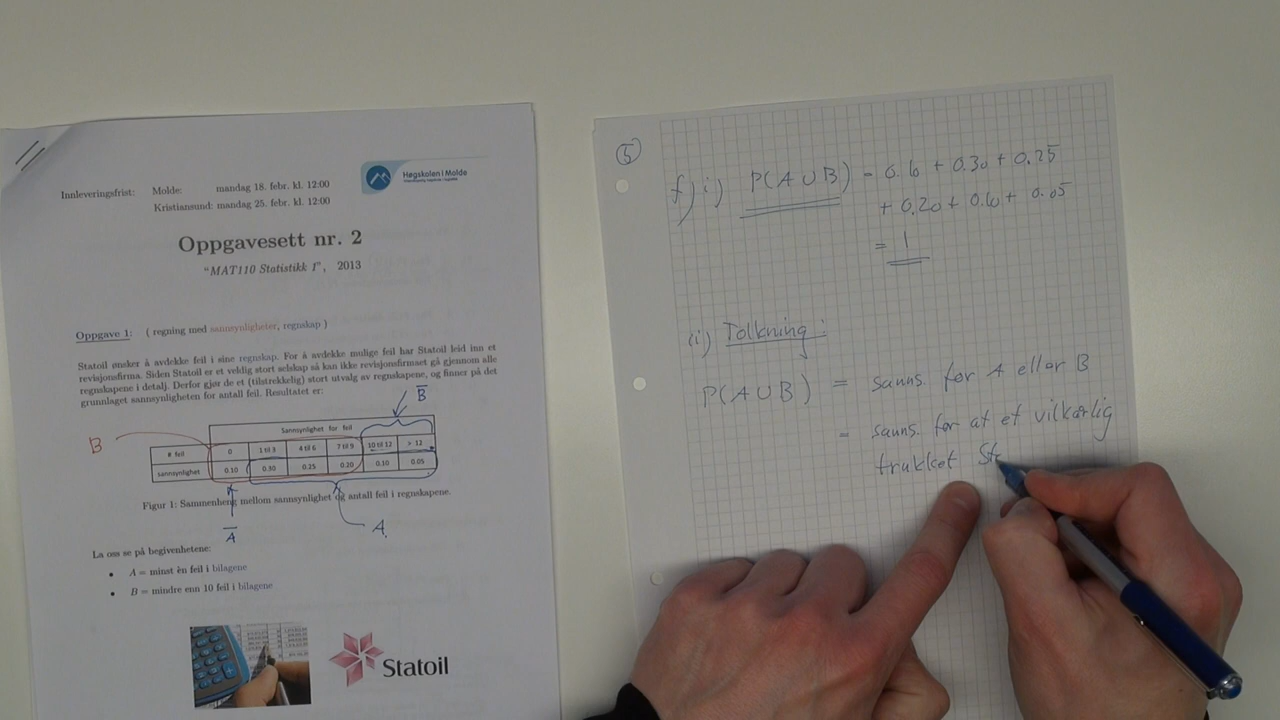 Innleveringsfrist: Molde: mandag 18. febr. kl. 12:00
Kristiansund: mandag 25. febr. kl. 12:00
Høgskolen i Molde
Oppgavesett nr. 2
"MAT110 Statistikk 1", 2013
Oppgave 1: ( regning med sannsynligheter, regnskap )
Statoil ønsker å avdekke feil i sine regnskap. For å avdekke mulige feil har Statoil leid inn et
revisjonsfirma. Siden Statoil er et veldig stort selskap så kan ikke revisjonsfirmaet gå gjennom alle
regnskapene i detalj. Derfor gjør de et (tilstrekkelig) stort utvalg av regnskapene, og finner på det
grunnlaget sannsynligheten for antall feil. Resultatet er:
B̅
B
Sannsynlighet for feil
# feil 0 1 til 3 4 til 6 7 til 9 10 til 12 > 12
sannsynlighet 0.10 0.30 0.25 0.20 0.10 0.05
Figur 1: Sammenheng mellom sannsynlighet og antall feil i regnskapene.
A̅
A
La oss se på begivenhetene:
• A = minst èn feil i bilagene
• B = mindre enn 10 feil i bilagene
Statoil
5
f) i) P(A ∪ B) = 0.10 + 0.30 + 0.25
+ 0.20 + 0.10 + 0.05
= 1
ii) Tolkning:
P(A ∪ B) = sanns. for A eller B
= sanns. for at et vilkårlig
trukket St